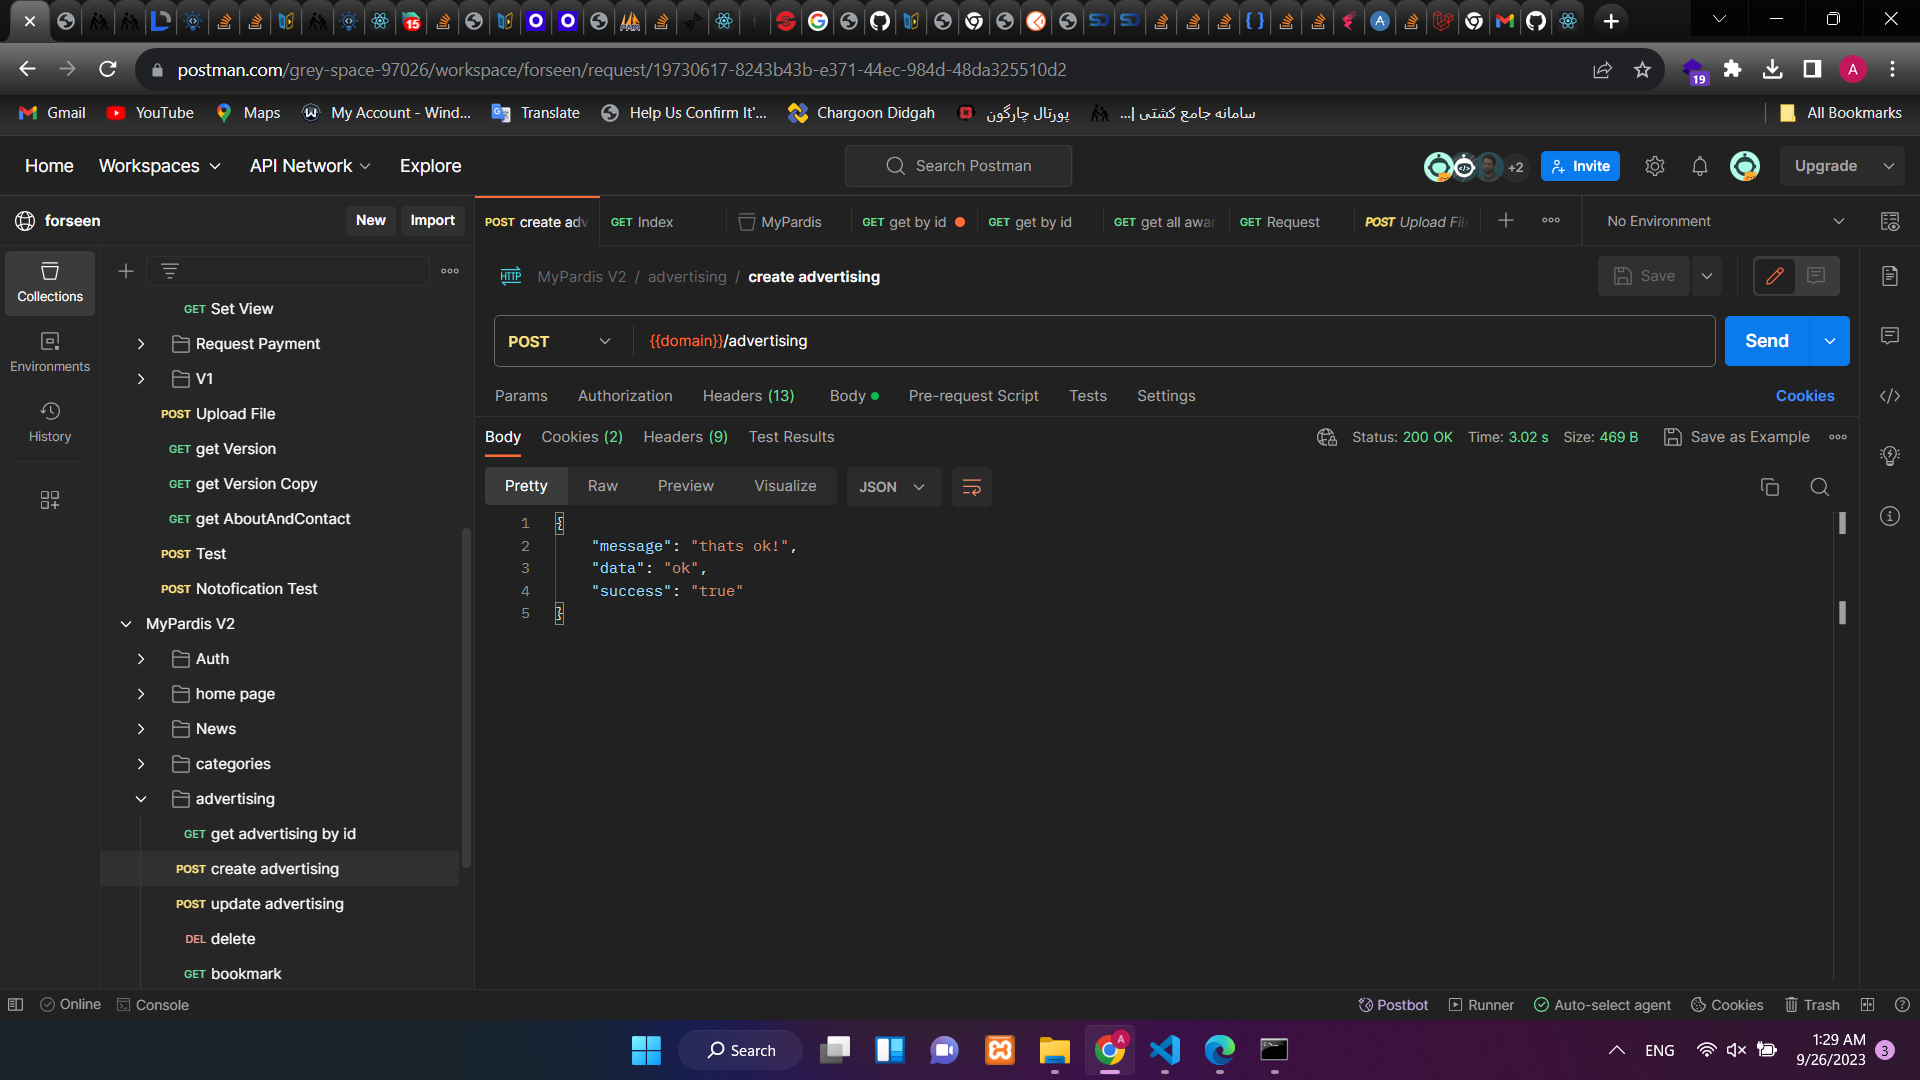 15
postman.com/grey-space-97026/workspace/forseen/request/19730617-8243b43b-e371-44ec-984d-48da325510d2
19
A
Gmail
YouTube
Maps
My Account - Wind...
Translate
Help Us Confirm It'...
Chargoon Didgah
پورتال چارگون
سامانه جامع کشتی |...
All Bookmarks
Home
Workspaces
API Network
Explore
Search Postman
+2
Invite
Upgrade
forseen
New
Import
POST create adv
GET Index
MyPardis
GET get by id
GET get by id
GET get all awar
GET Request
POST Upload File
No Environment
Collections
Environments
History
GET Set View
Request Payment
V1
POST Upload File
GET get Version
GET get Version Copy
GET get AboutAndContact
POST Test
POST Notofication Test
MyPardis V2
Auth
home page
News
categories
advertising
GET get advertising by id
POST create advertising
POST update advertising
DEL delete
GET bookmark
HTTP
MyPardis V2 / advertising / create advertising
Save
POST
{{domain}}/advertising
Send
Params
Authorization
Headers (13)
Body
Pre-request Script
Tests
Settings
Cookies
Body
Cookies (2)
Headers (9)
Test Results
Status: 200 OK
Time: 3.02 s
Size: 469 B
Save as Example
Pretty
Raw
Preview
Visualize
JSON
1 {
2 "message": "thats ok!",
3 "data": "ok",
4 "success": "true"
5 }
Online
Console
Postbot
Runner
Auto-select agent
Cookies
Trash
Search
A
ENG
1:29 AM
9/26/2023
3